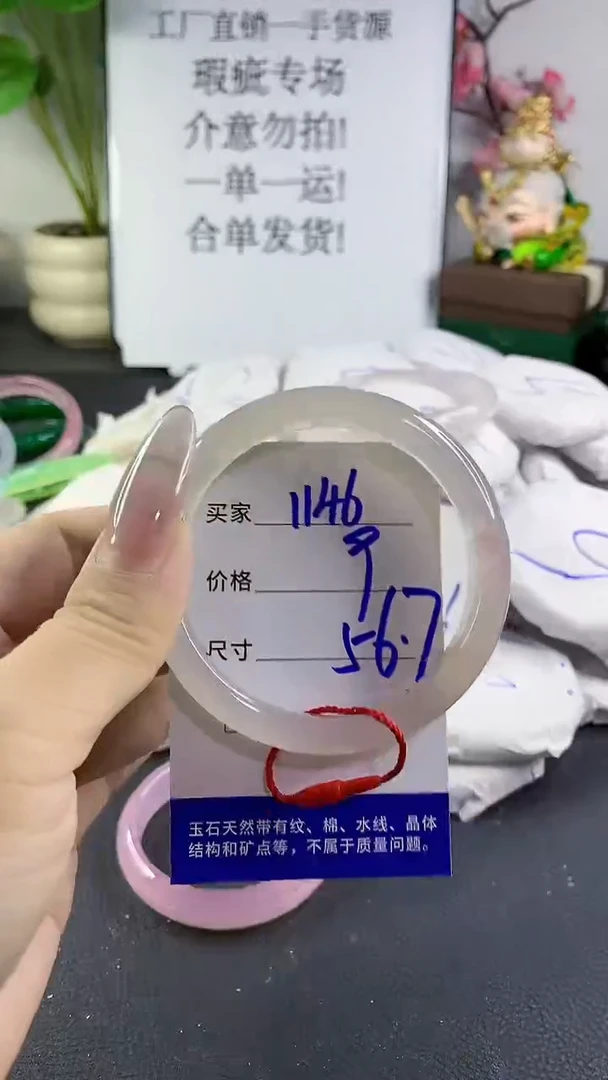 工厂直销一手货源
瑕疵专场
介意勿拍!
一单一运!
合单发货!
买家 1146
价格
尺寸 56.7
玉石天然带有纹、棉、水线、晶体
结构和矿点等，不属于质量问题。